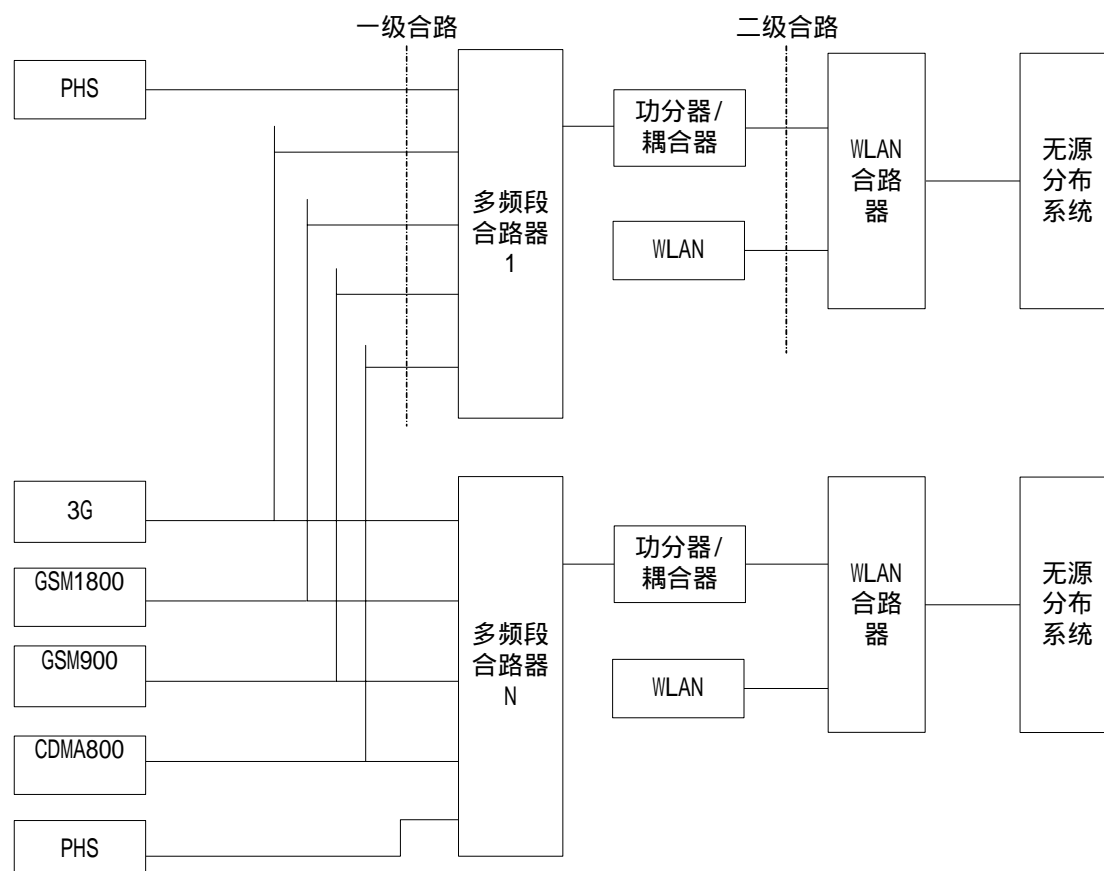 一级合路
二级合路
PHS
多频段
合路器
1
功分器/
耦合器
WLAN
WLAN
合路
器
无源
分布
系统
3G
GSM1800
GSM900
CDMA800
PHS
多频段
合路器
N
功分器/
耦合器
WLAN
WLAN
合路
器
无源
分布
系统